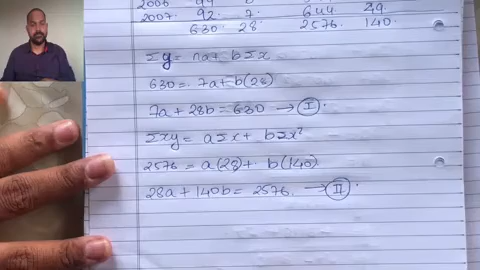 2006
2007. 92. 7. 644. 49.
630. 28. 2576. 140.
Σy = na + bΣx
630 = 7a + b(28)
7a + 28b = 630 → I.
Σxy = aΣx + bΣx²
2576 = a(28) + b(140)
28a + 140b = 2576. → II.